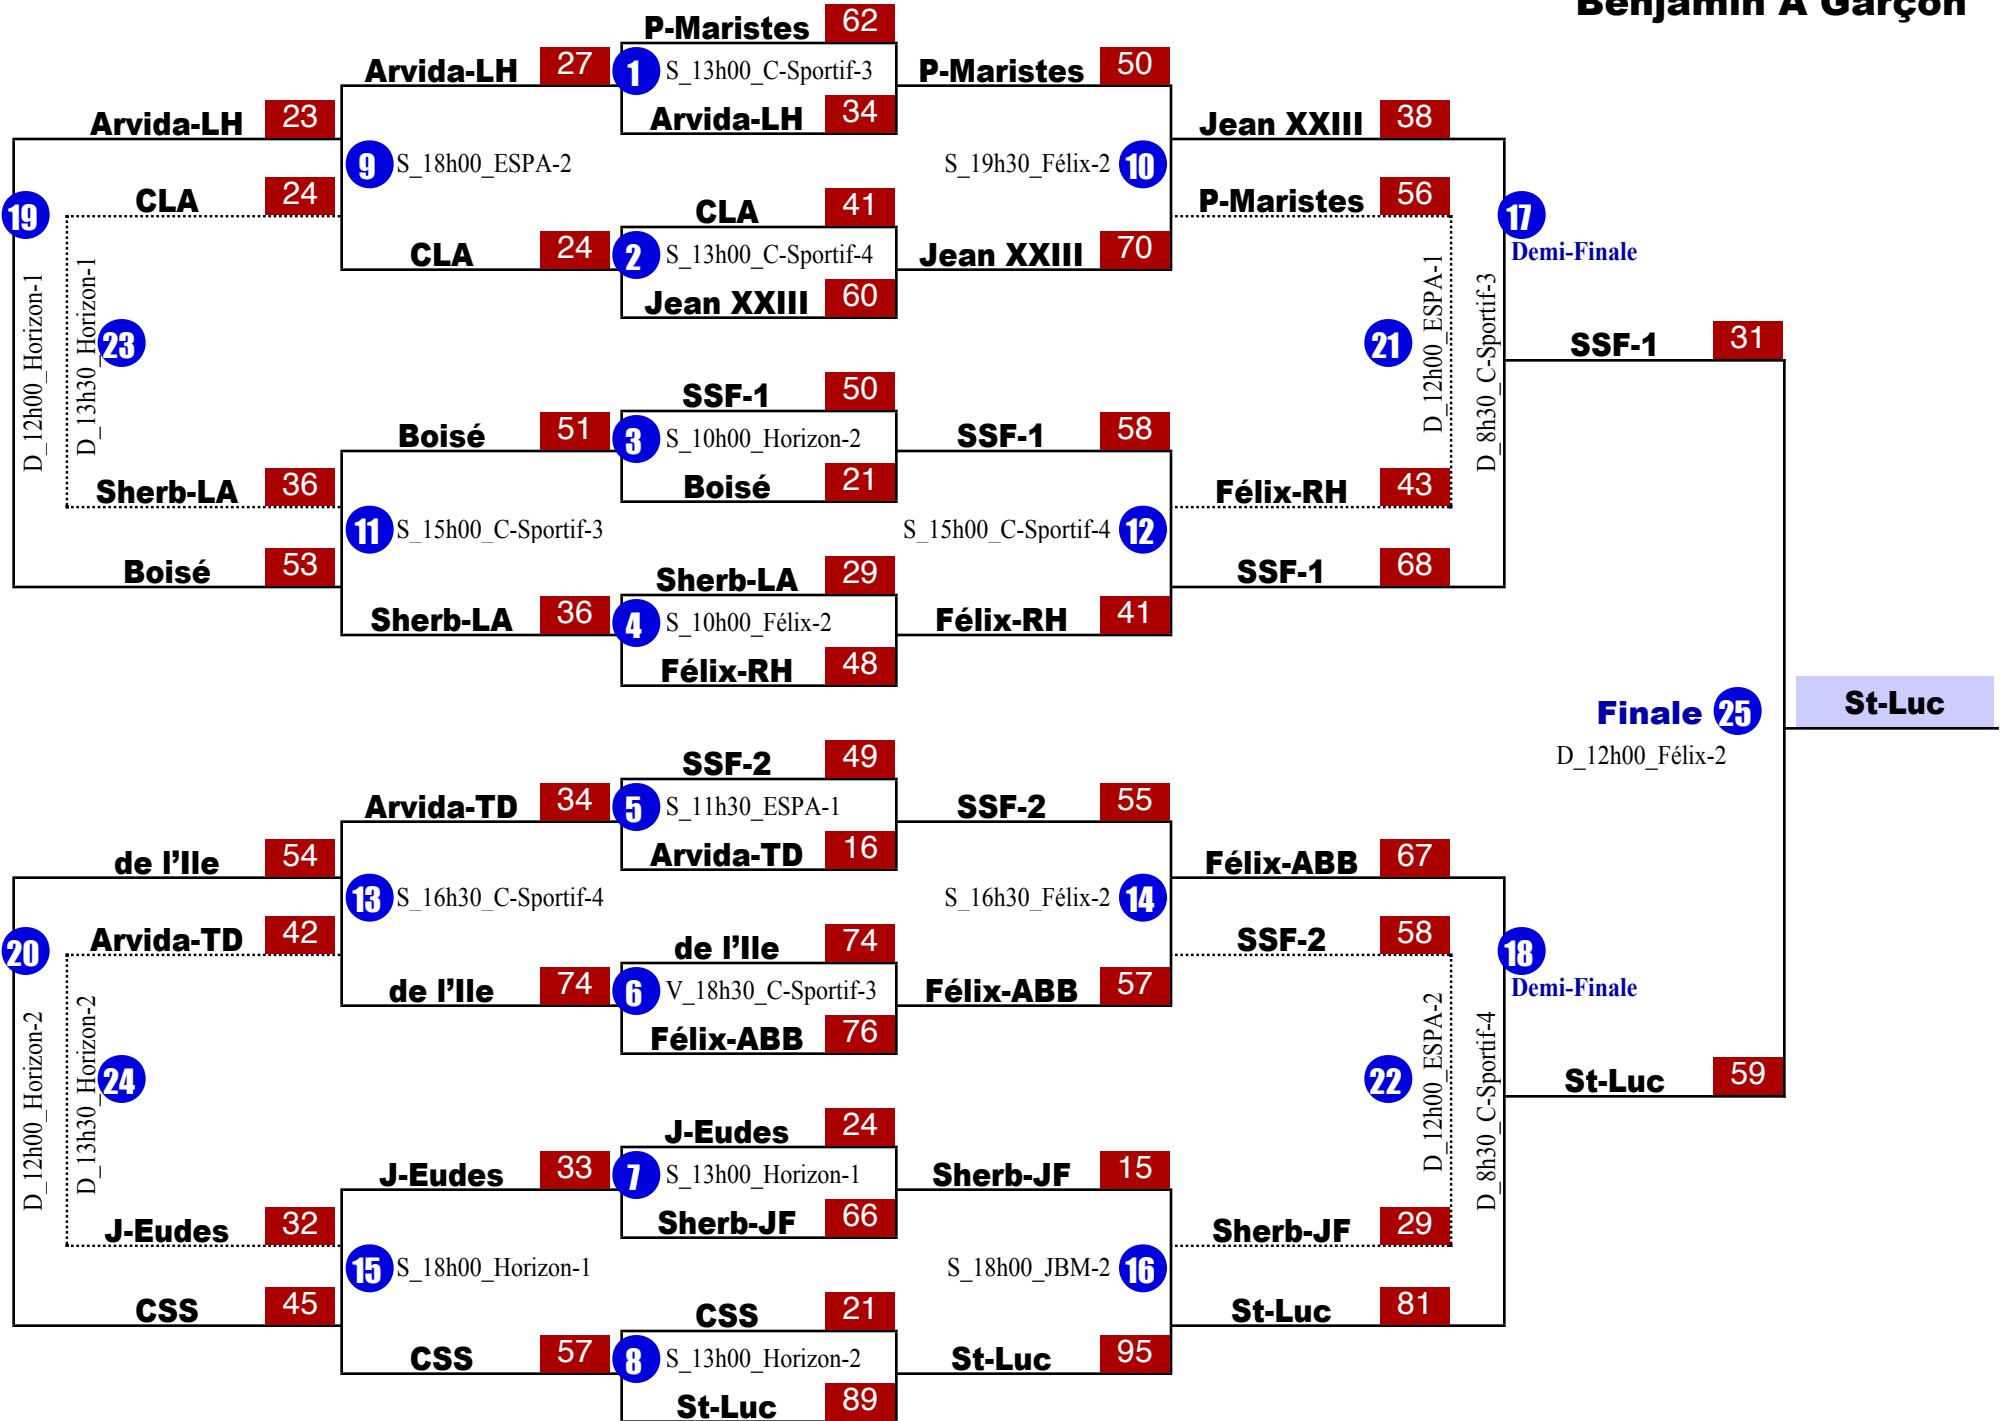 Benjamin A Garçon
P-Maristes 62
Arvida-LH 27 1 S_13h00_C-Sportif-3 P-Maristes 50
Arvida-LH 23 Arvida-LH 34 Jean XXIII 38
9 S_18h00_ESPA-2 S_19h30_Félix-2 10
CLA 24 CLA 41 P-Maristes 56
19 17
CLA 24 2 S_13h00_C-Sportif-4 Jean XXIII 70 Demi-Finale
Jean XXIII 60
D_12h00_Horizon-1
D_13h30_Horizon-1
23
21
D_12h00_ESPA-1
D_8h30_C-Sportif-3
SSF-1 31
SSF-1 50
Boisé 51 3 S_10h00_Horizon-2 SSF-1 58
Sherb-LA 36 Boisé 21 Félix-RH 43
11 S_15h00_C-Sportif-3 S_15h00_C-Sportif-4 12
Boisé 53 Sherb-LA 29 SSF-1 68
Sherb-LA 36 4 S_10h00_Félix-2 Félix-RH 41
Félix-RH 48
St-Luc
Finale 25
D_12h00_Félix-2
SSF-2 49
Arvida-TD 34 5 S_11h30_ESPA-1 SSF-2 55
de l’Ile 54 Arvida-TD 16 Félix-ABB 67
13 S_16h30_C-Sportif-4 S_16h30_Félix-2 14
Arvida-TD 42 de l’Ile 74 SSF-2 58
20 18
de l’Ile 74 6 V_18h30_C-Sportif-3 Félix-ABB 57 Demi-Finale
Félix-ABB 76
D_12h00_Horizon-2
D_13h30_Horizon-2
24
22
D_12h00_ESPA-2
D_8h30_C-Sportif-4
St-Luc 59
J-Eudes 24
J-Eudes 33 7 S_13h00_Horizon-1 Sherb-JF 15
J-Eudes 32 Sherb-JF 66 Sherb-JF 29
15 S_18h00_Horizon-1 S_18h00_JBM-2 16
CSS 45 CSS 21 St-Luc 81
CSS 57 8 S_13h00_Horizon-2 St-Luc 95
St-Luc 89